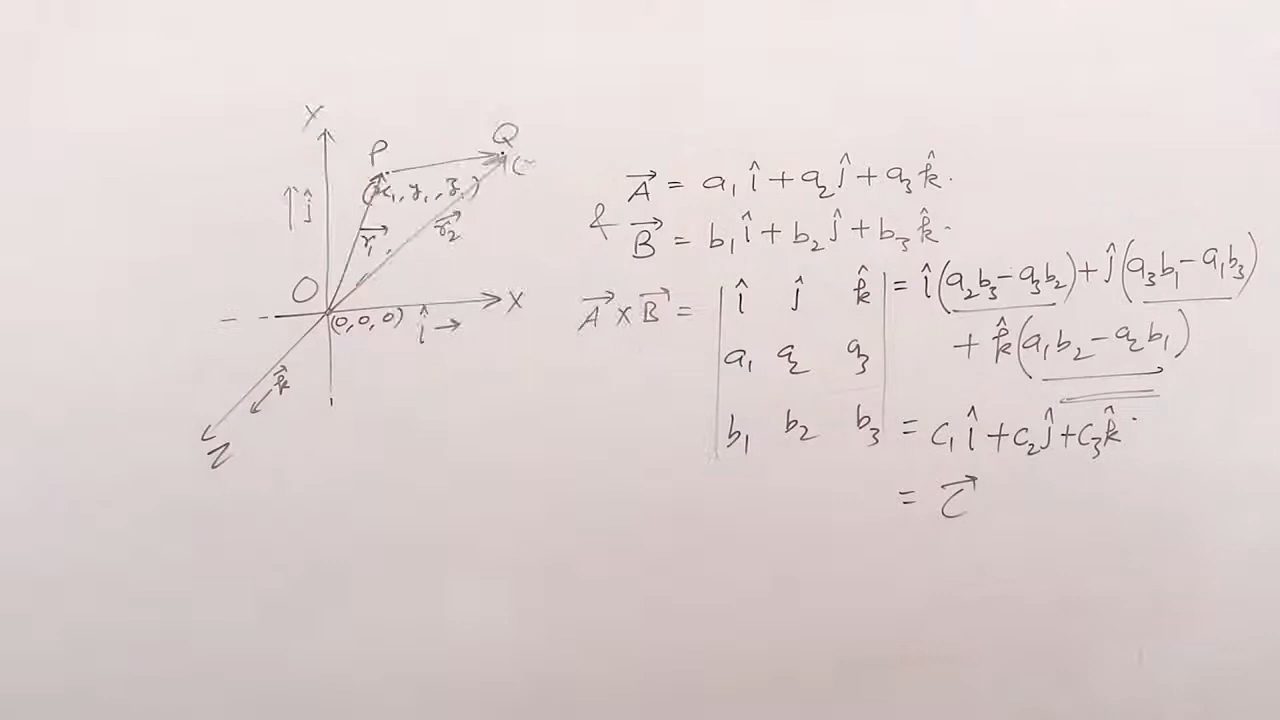 Y
P
Q
(x₁, y₁, z₁)
(
ĵ
r⃗₁
r⃗₂
O
(0, 0, 0)
î
X
k⃗
Z
A⃗ = a₁ î + a₂ ĵ + a₃ k̂.
& B⃗ = b₁ î + b₂ ĵ + b₃ k̂.
A⃗ × B⃗ = | î ĵ k̂ | = î (a₂b₃ − a₃b₂) + ĵ (a₃b₁ − a₁b₃)
a₁ a₂ a₃ + k̂ (a₁b₂ − a₂b₁)
b₁ b₂ b₃ = c₁ î + c₂ ĵ + c₃ k̂.
= C⃗